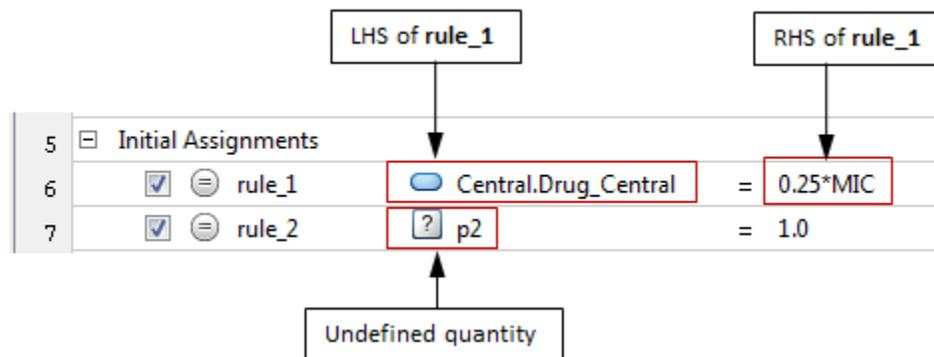 LHS of rule_1
RHS of rule_1
5 Initial Assignments
6 rule_1 Central.Drug_Central = 0.25*MIC
7 rule_2 ? p2 = 1.0
Undefined quantity